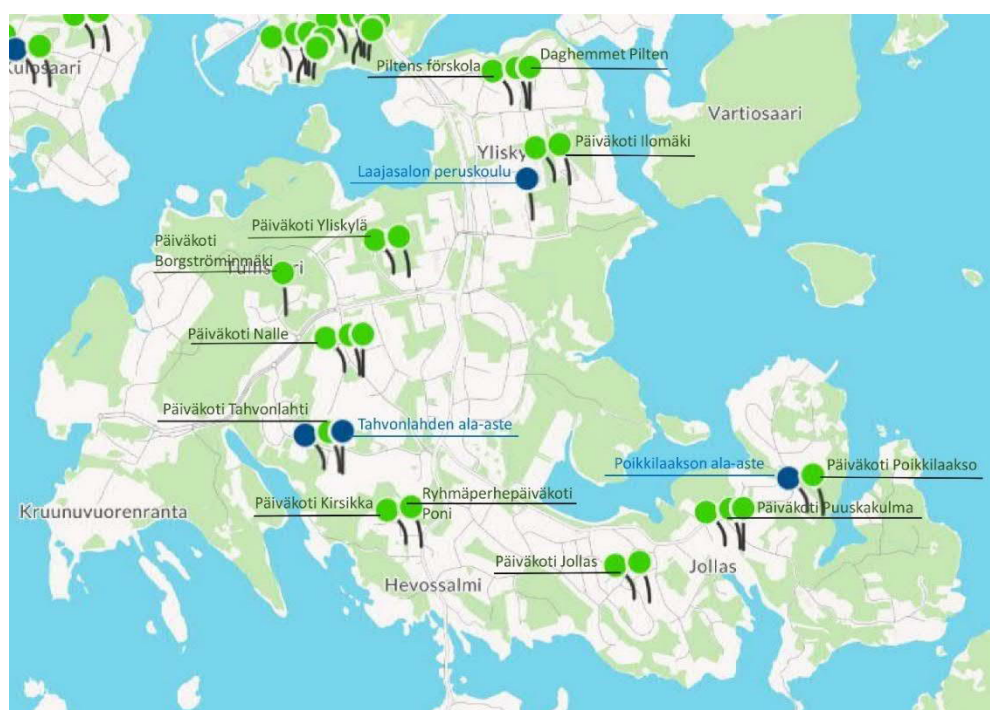 Kulosaari
Piltens förskola
Daghemmet Pilten
Vartiosaari
Ylisky
Päiväkoti Ilomäki
Laajasalon peruskoulu
Päiväkoti Yliskylä
Päiväkoti
Borgströminmäki
Päiväkoti Nalle
Päiväkoti Tahvonlahti
Tahvonlahden ala-aste
Poikkilaakson ala-aste
Päiväkoti Poikkilaakso
Kruunuvuorenranta
Päiväkoti Kirsikka
Ryhmäperhepäiväkoti
Poni
Päiväkoti Puuskakulma
Päiväkoti Jollas
Jollas
Hevossalmi